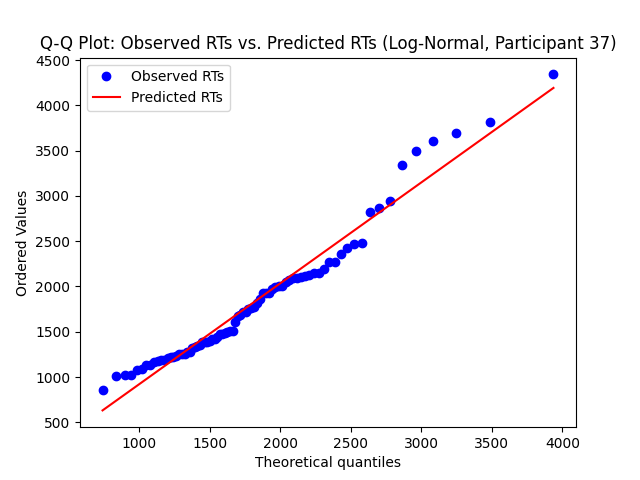 Q-Q Plot: Observed RTs vs. Predicted RTs (Log-Normal, Participant 37)
Observed RTs
Predicted RTs
Ordered Values
4500
4000
3500
3000
2500
2000
1500
1000
500
1000 1500 2000 2500 3000 3500 4000
Theoretical quantiles